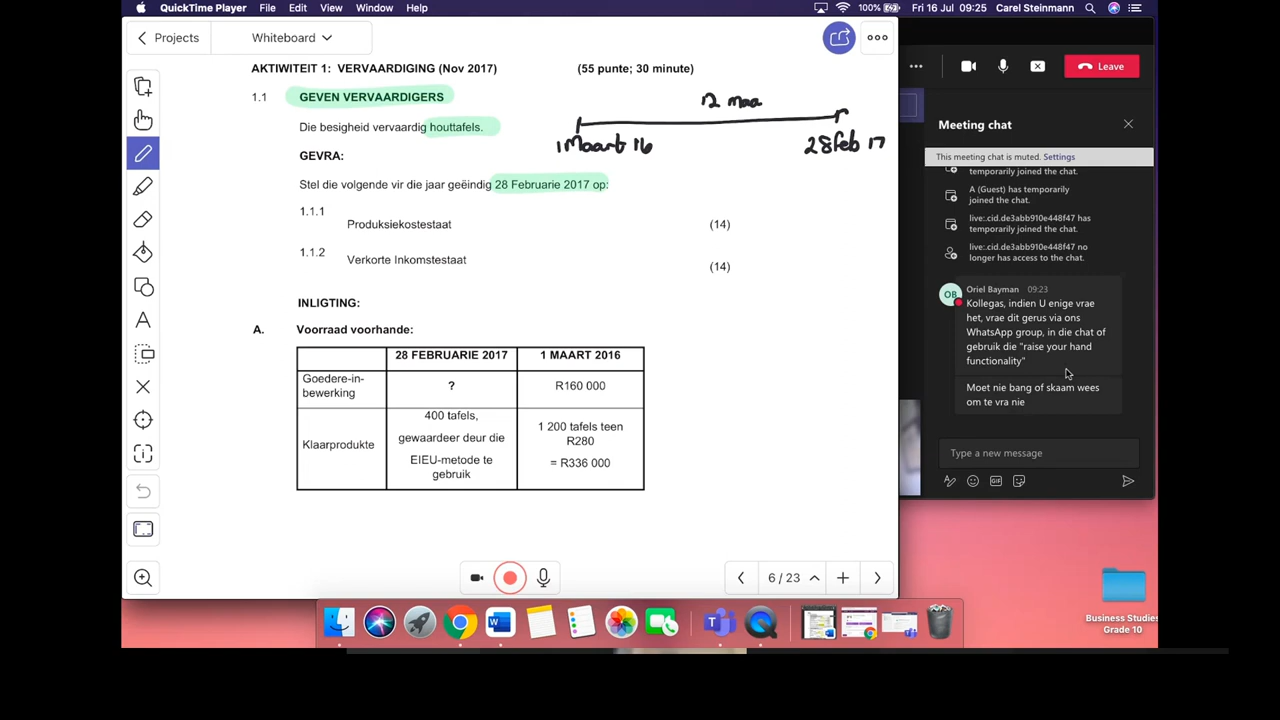 QuickTime Player File Edit View Window Help
100% Fri 16 Jul 09:25 Carel Steinmann
Projects
Whiteboard
AKTIWITEIT 1: VERVAARDIGING (Nov 2017) (55 punte; 30 minute)
1.1 GEVEN VERVAARDIGERS
12 maa
Die besigheid vervaardig houttafels.
1 Maart 16
28 Feb 17
GEVRA:
Stel die volgende vir die jaar geëindig 28 Februarie 2017 op:
1.1.1
Produksiekostestaat (14)
1.1.2
Verkorte Inkomstestaat (14)
INLIGTING:
A. Voorraad voorhande:
28 FEBRUARIE 2017 1 MAART 2016
Goedere-in-
bewerking
?
R160 000
Klaarprodukte
400 tafels,
gewaardeer deur die
EIEU-metode te
gebruik
1 200 tafels teen
R280
= R336 000
6 / 23
Leave
Meeting chat
This meeting chat is muted. Settings
temporarily joined the chat.
A (Guest) has temporarily
joined the chat.
live:.cid.de3abb910e448f47 has
temporarily joined the chat.
live:.cid.de3abb910e448f47 no
longer has access to the chat.
OB
Oriel Bayman 09:23
Kollegas, indien U enige vrae
het, vrae dit gerus via ons
WhatsApp group, in die chat of
gebruik die "raise your hand
functionality"
Moet nie bang of skaam wees
om te vra nie
Type a new message
GIF
Business Studies
Grade 10